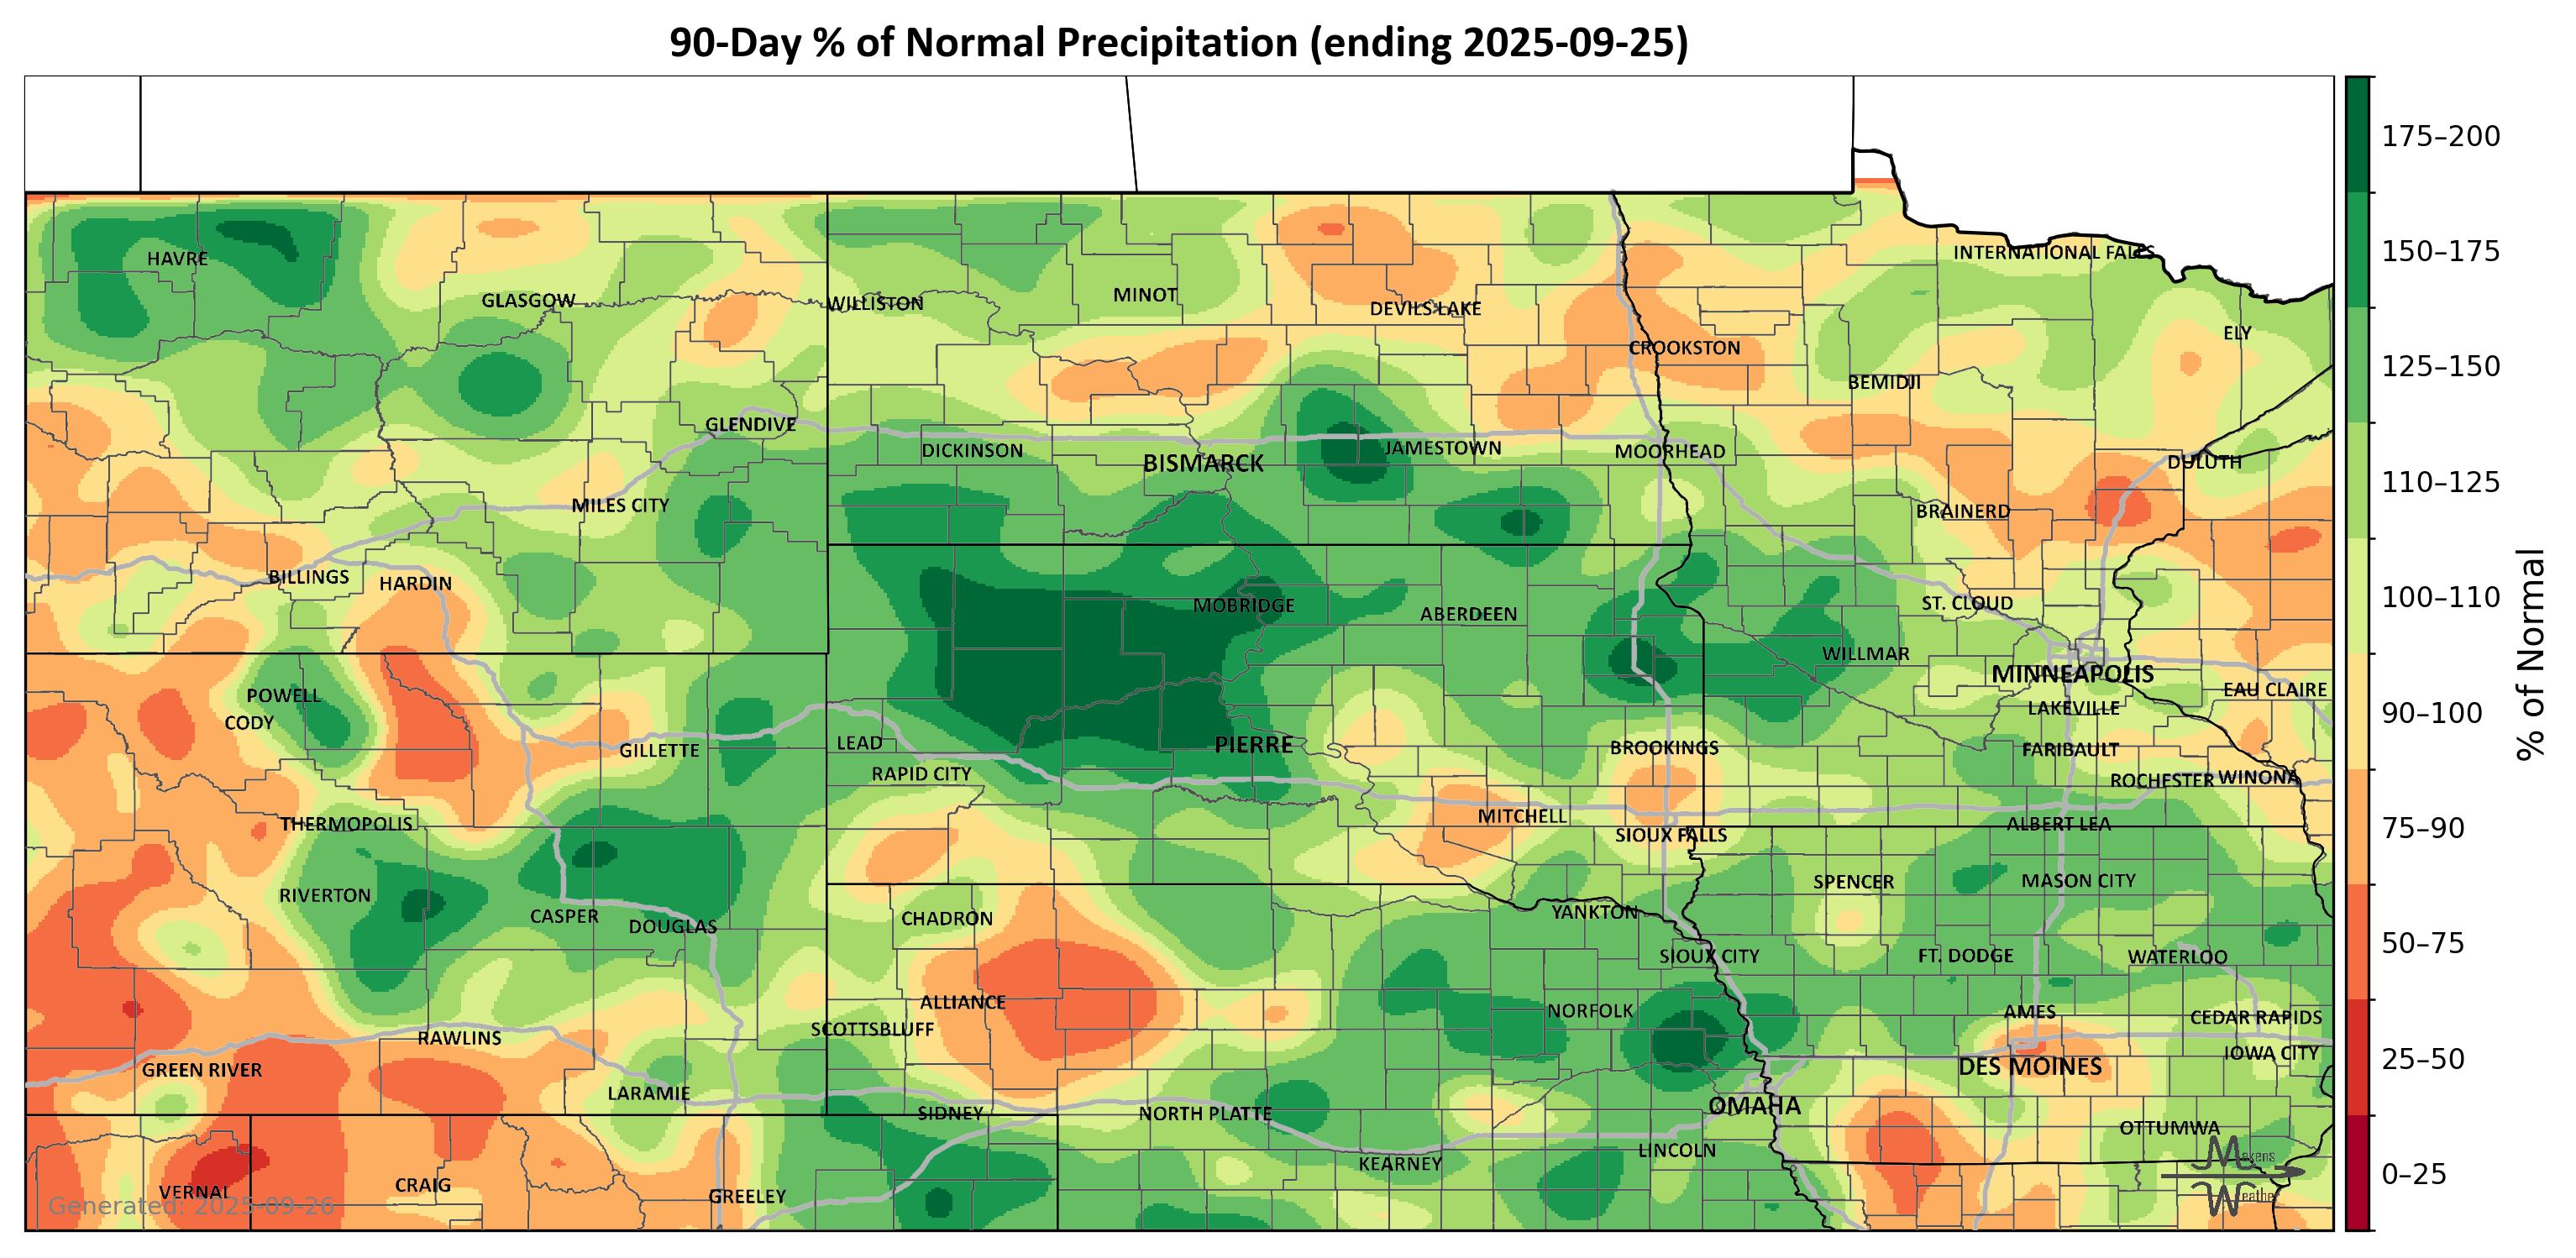 90-Day % of Normal Precipitation (ending 2025-09-25)
175–200
150–175
125–150
110–125
100–110
90–100
75–90
50–75
25–50
0–25
% of Normal
HAVRE
INTERNATIONAL FALLS
GLASGOW
WILLISTON
MINOT
DEVILS LAKE
ELY
CROOKSTON
BEMIDJI
GLENDIVE
DICKINSON
BISMARCK
JAMESTOWN
MOORHEAD
DULUTH
MILES CITY
BRAINERD
BILLINGS
HARDIN
MOBRIDGE
ABERDEEN
ST. CLOUD
WILLMAR
MINNEAPOLIS
POWELL
EAU CLAIRE
CODY
LAKEVILLE
GILLETTE
LEAD
PIERRE
BROOKINGS
FARIBAULT
RAPID CITY
ROCHESTER
WINONA
THERMOPOLIS
MITCHELL
SIOUX FALLS
ALBERT LEA
RIVERTON
SPENCER
MASON CITY
CASPER
DOUGLAS
CHADRON
YANKTON
SIOUX CITY
FT. DODGE
WATERLOO
ALLIANCE
NORFOLK
AMES
CEDAR RAPIDS
RAWLINS
SCOTTSBLUFF
GREEN RIVER
DES MOINES
IOWA CITY
LARAMIE
SIDNEY
NORTH PLATTE
OMAHA
OTTUMWA
KEARNEY
LINCOLN
VERNAL
CRAIG
GREELEY
Generated: 2025-09-26
Makens
Weather